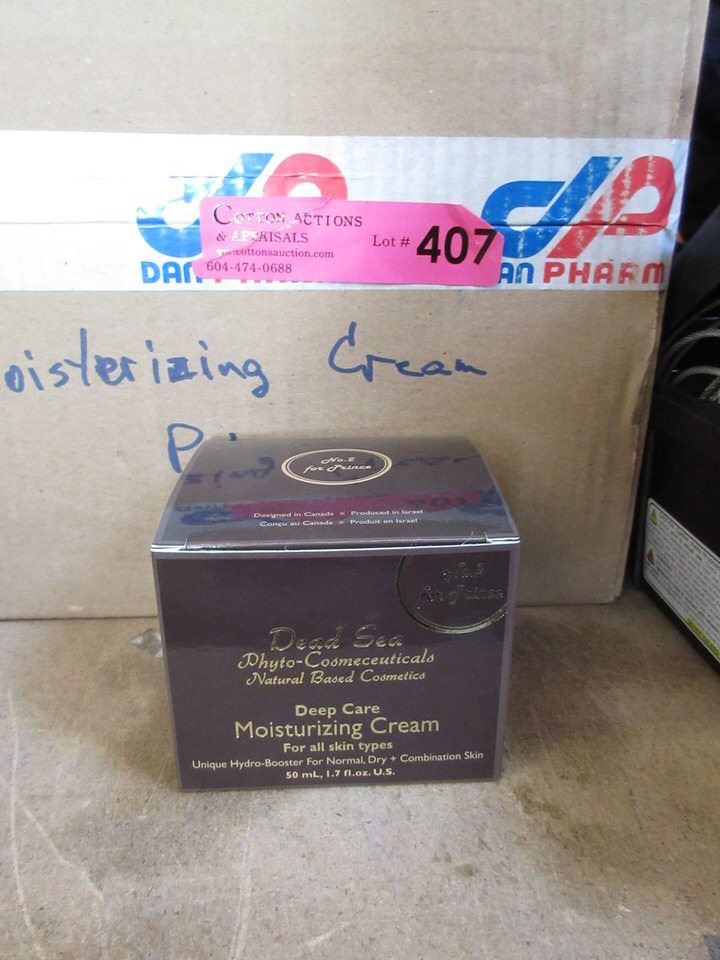 DAN PHARM
AN PHARM
COTTON ACTIONS
& APPRAISALS
www.cottonsauction.com
604-474-0688
Lot # 407
oisterizing Cream
No.2
for Prince
Designed in Canada Produced in Israel
Conçu au Canada Produit en Israel
No.2
for Prince
Dead Sea
Phyto-Cosmeceuticals
Natural Based Cosmetics
Deep Care
Moisturizing Cream
For all skin types
Unique Hydro-Booster For Normal, Dry + Combination Skin
50 mL, 1.7 fl.oz. U.S.